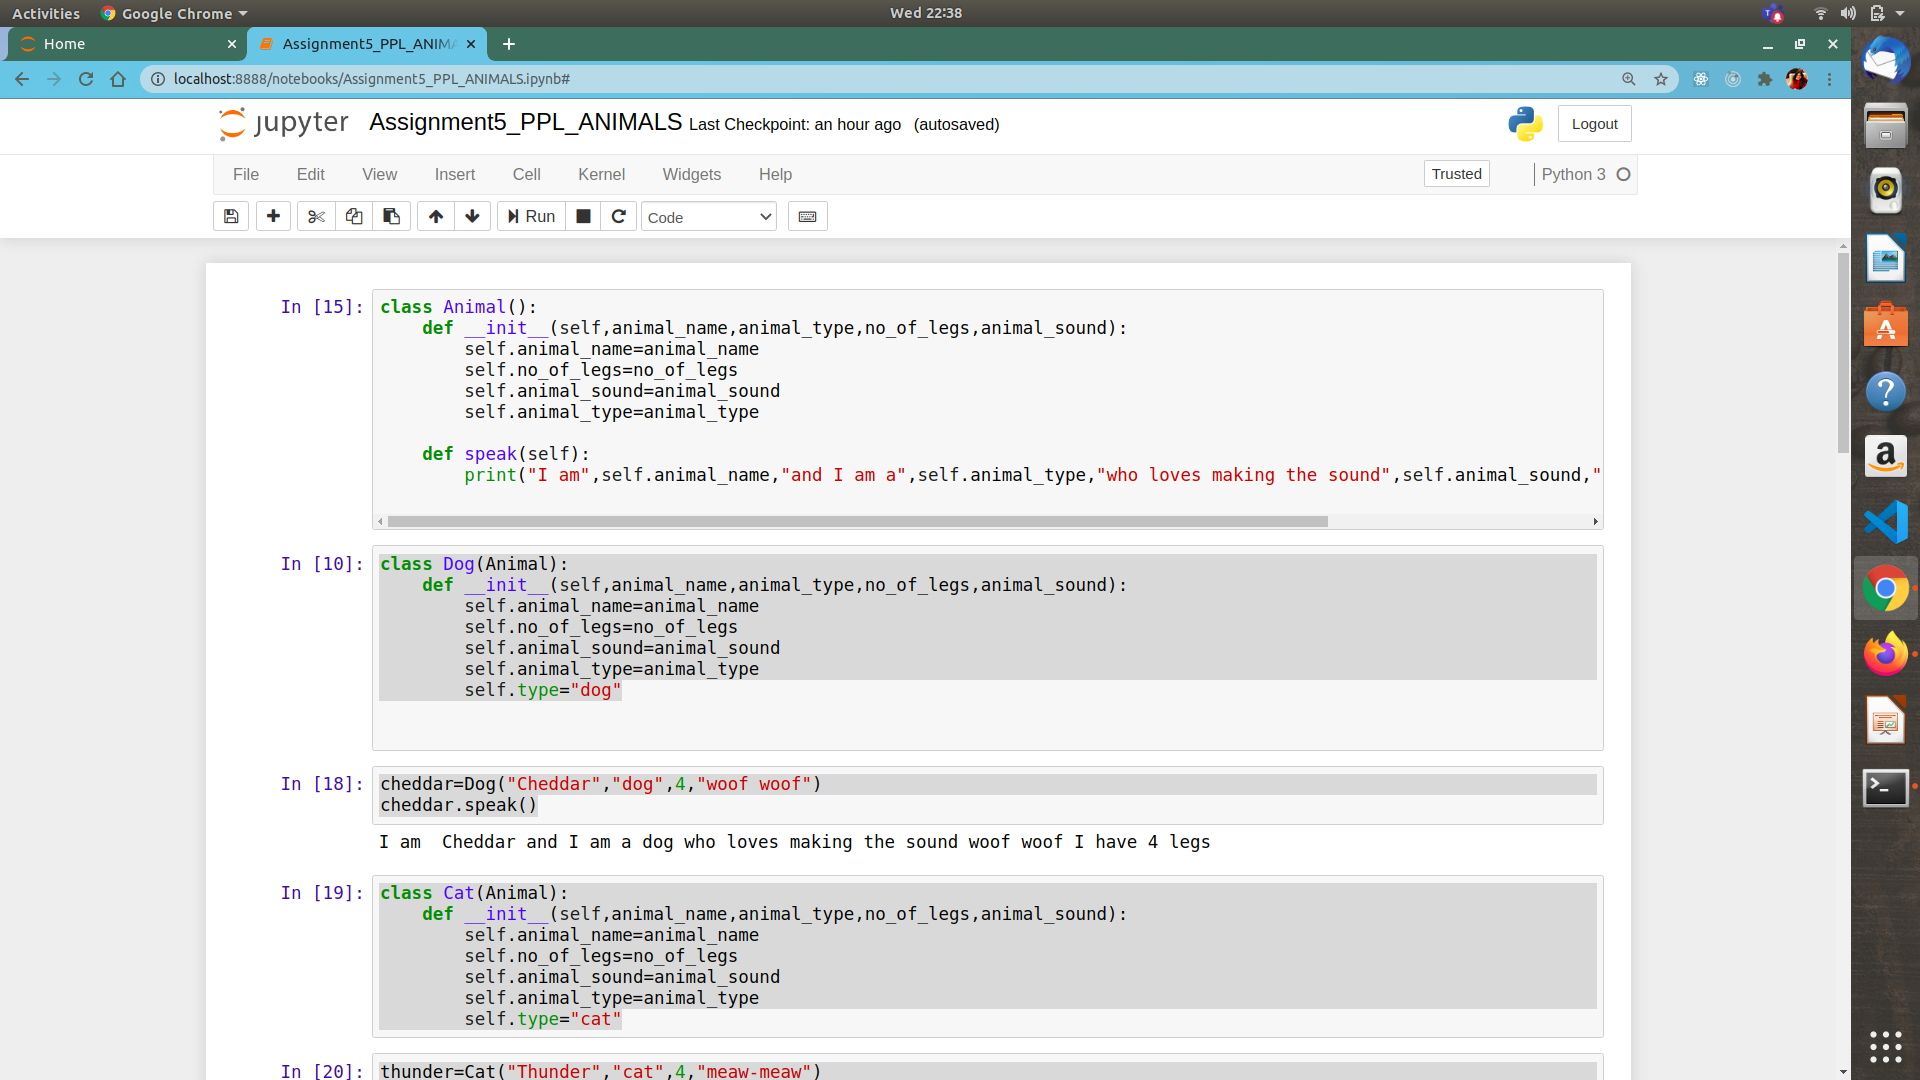 Activities Google Chrome Wed 22:38
Home Assignment5_PPL_ANIMA
localhost:8888/notebooks/Assignment5_PPL_ANIMALS.ipynb#
jupyter Assignment5_PPL_ANIMALS Last Checkpoint: an hour ago (autosaved) Logout
File Edit View Insert Cell Kernel Widgets Help Trusted Python 3
Run Code
In [15]: class Animal():
    def __init__(self,animal_name,animal_type,no_of_legs,animal_sound):
        self.animal_name=animal_name
        self.no_of_legs=no_of_legs
        self.animal_sound=animal_sound
        self.animal_type=animal_type
    def speak(self):
        print("I am",self.animal_name,"and I am a",self.animal_type,"who loves making the sound",self.animal_sound,"
In [10]: class Dog(Animal):
    def __init__(self,animal_name,animal_type,no_of_legs,animal_sound):
        self.animal_name=animal_name
        self.no_of_legs=no_of_legs
        self.animal_sound=animal_sound
        self.animal_type=animal_type
        self.type="dog"
In [18]: cheddar=Dog("Cheddar","dog",4,"woof woof")
cheddar.speak()
I am  Cheddar and I am a dog who loves making the sound woof woof I have 4 legs
In [19]: class Cat(Animal):
    def __init__(self,animal_name,animal_type,no_of_legs,animal_sound):
        self.animal_name=animal_name
        self.no_of_legs=no_of_legs
        self.animal_sound=animal_sound
        self.animal_type=animal_type
        self.type="cat"
In [20]: thunder=Cat("Thunder","cat",4,"meaw-meaw")